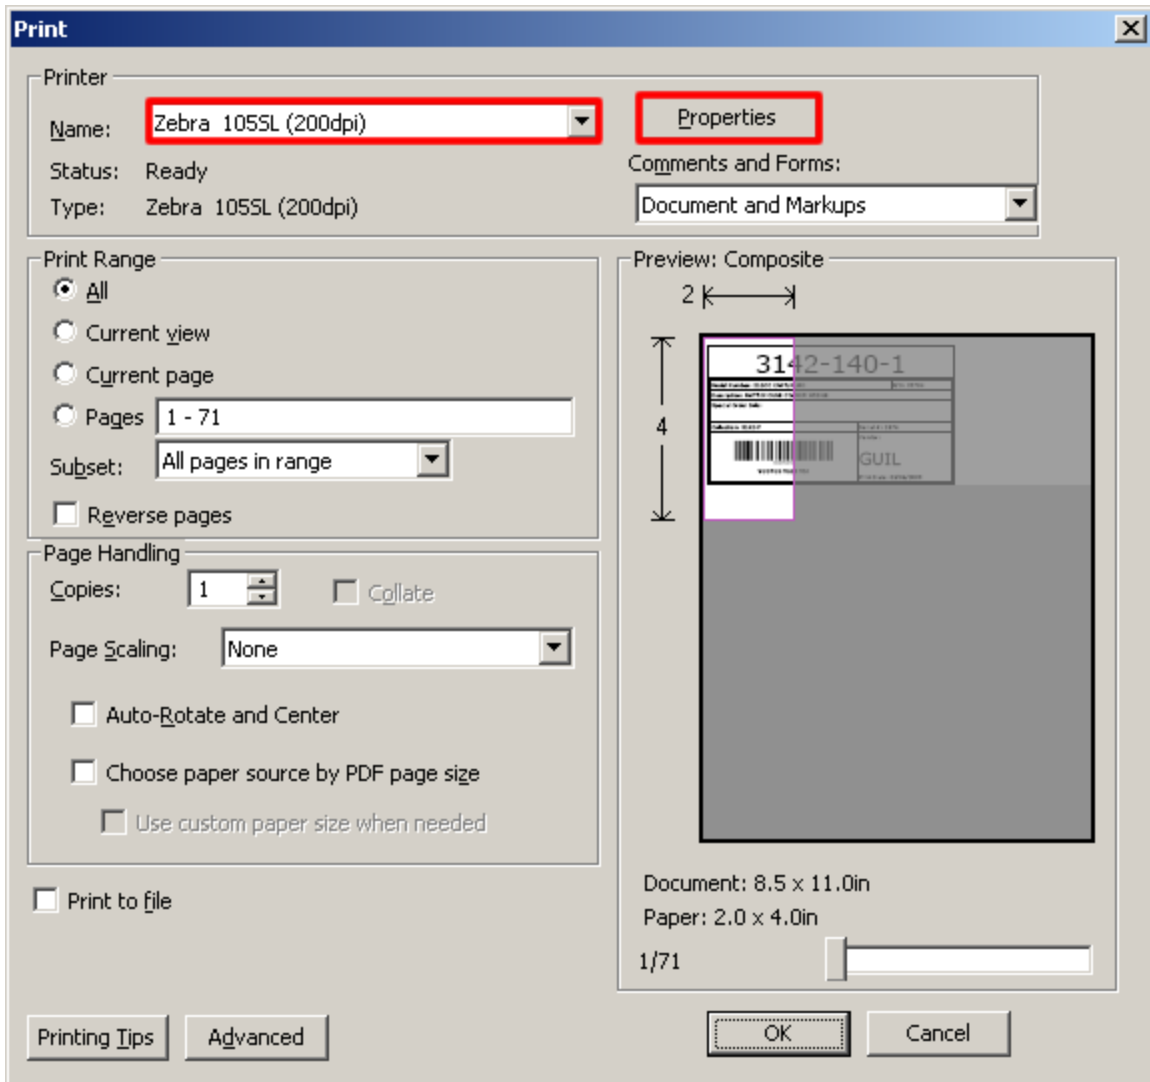 Print
Printer
Name: Zebra 105SL (200dpi) Properties
Status: Ready Comments and Forms:
Type: Zebra 105SL (200dpi) Document and Markups
Print Range
All
Current view
Current page
Pages 1 - 71
Subset: All pages in range
Reverse pages
Page Handling
Copies: 1 Collate
Page Scaling: None
Auto-Rotate and Center
Choose paper source by PDF page size
Use custom paper size when needed
Print to file
Preview: Composite
2
4
3142-140-1
GUIL
Document: 8.5 x 11.0in
Paper: 2.0 x 4.0in
1/71
Printing Tips Advanced OK Cancel